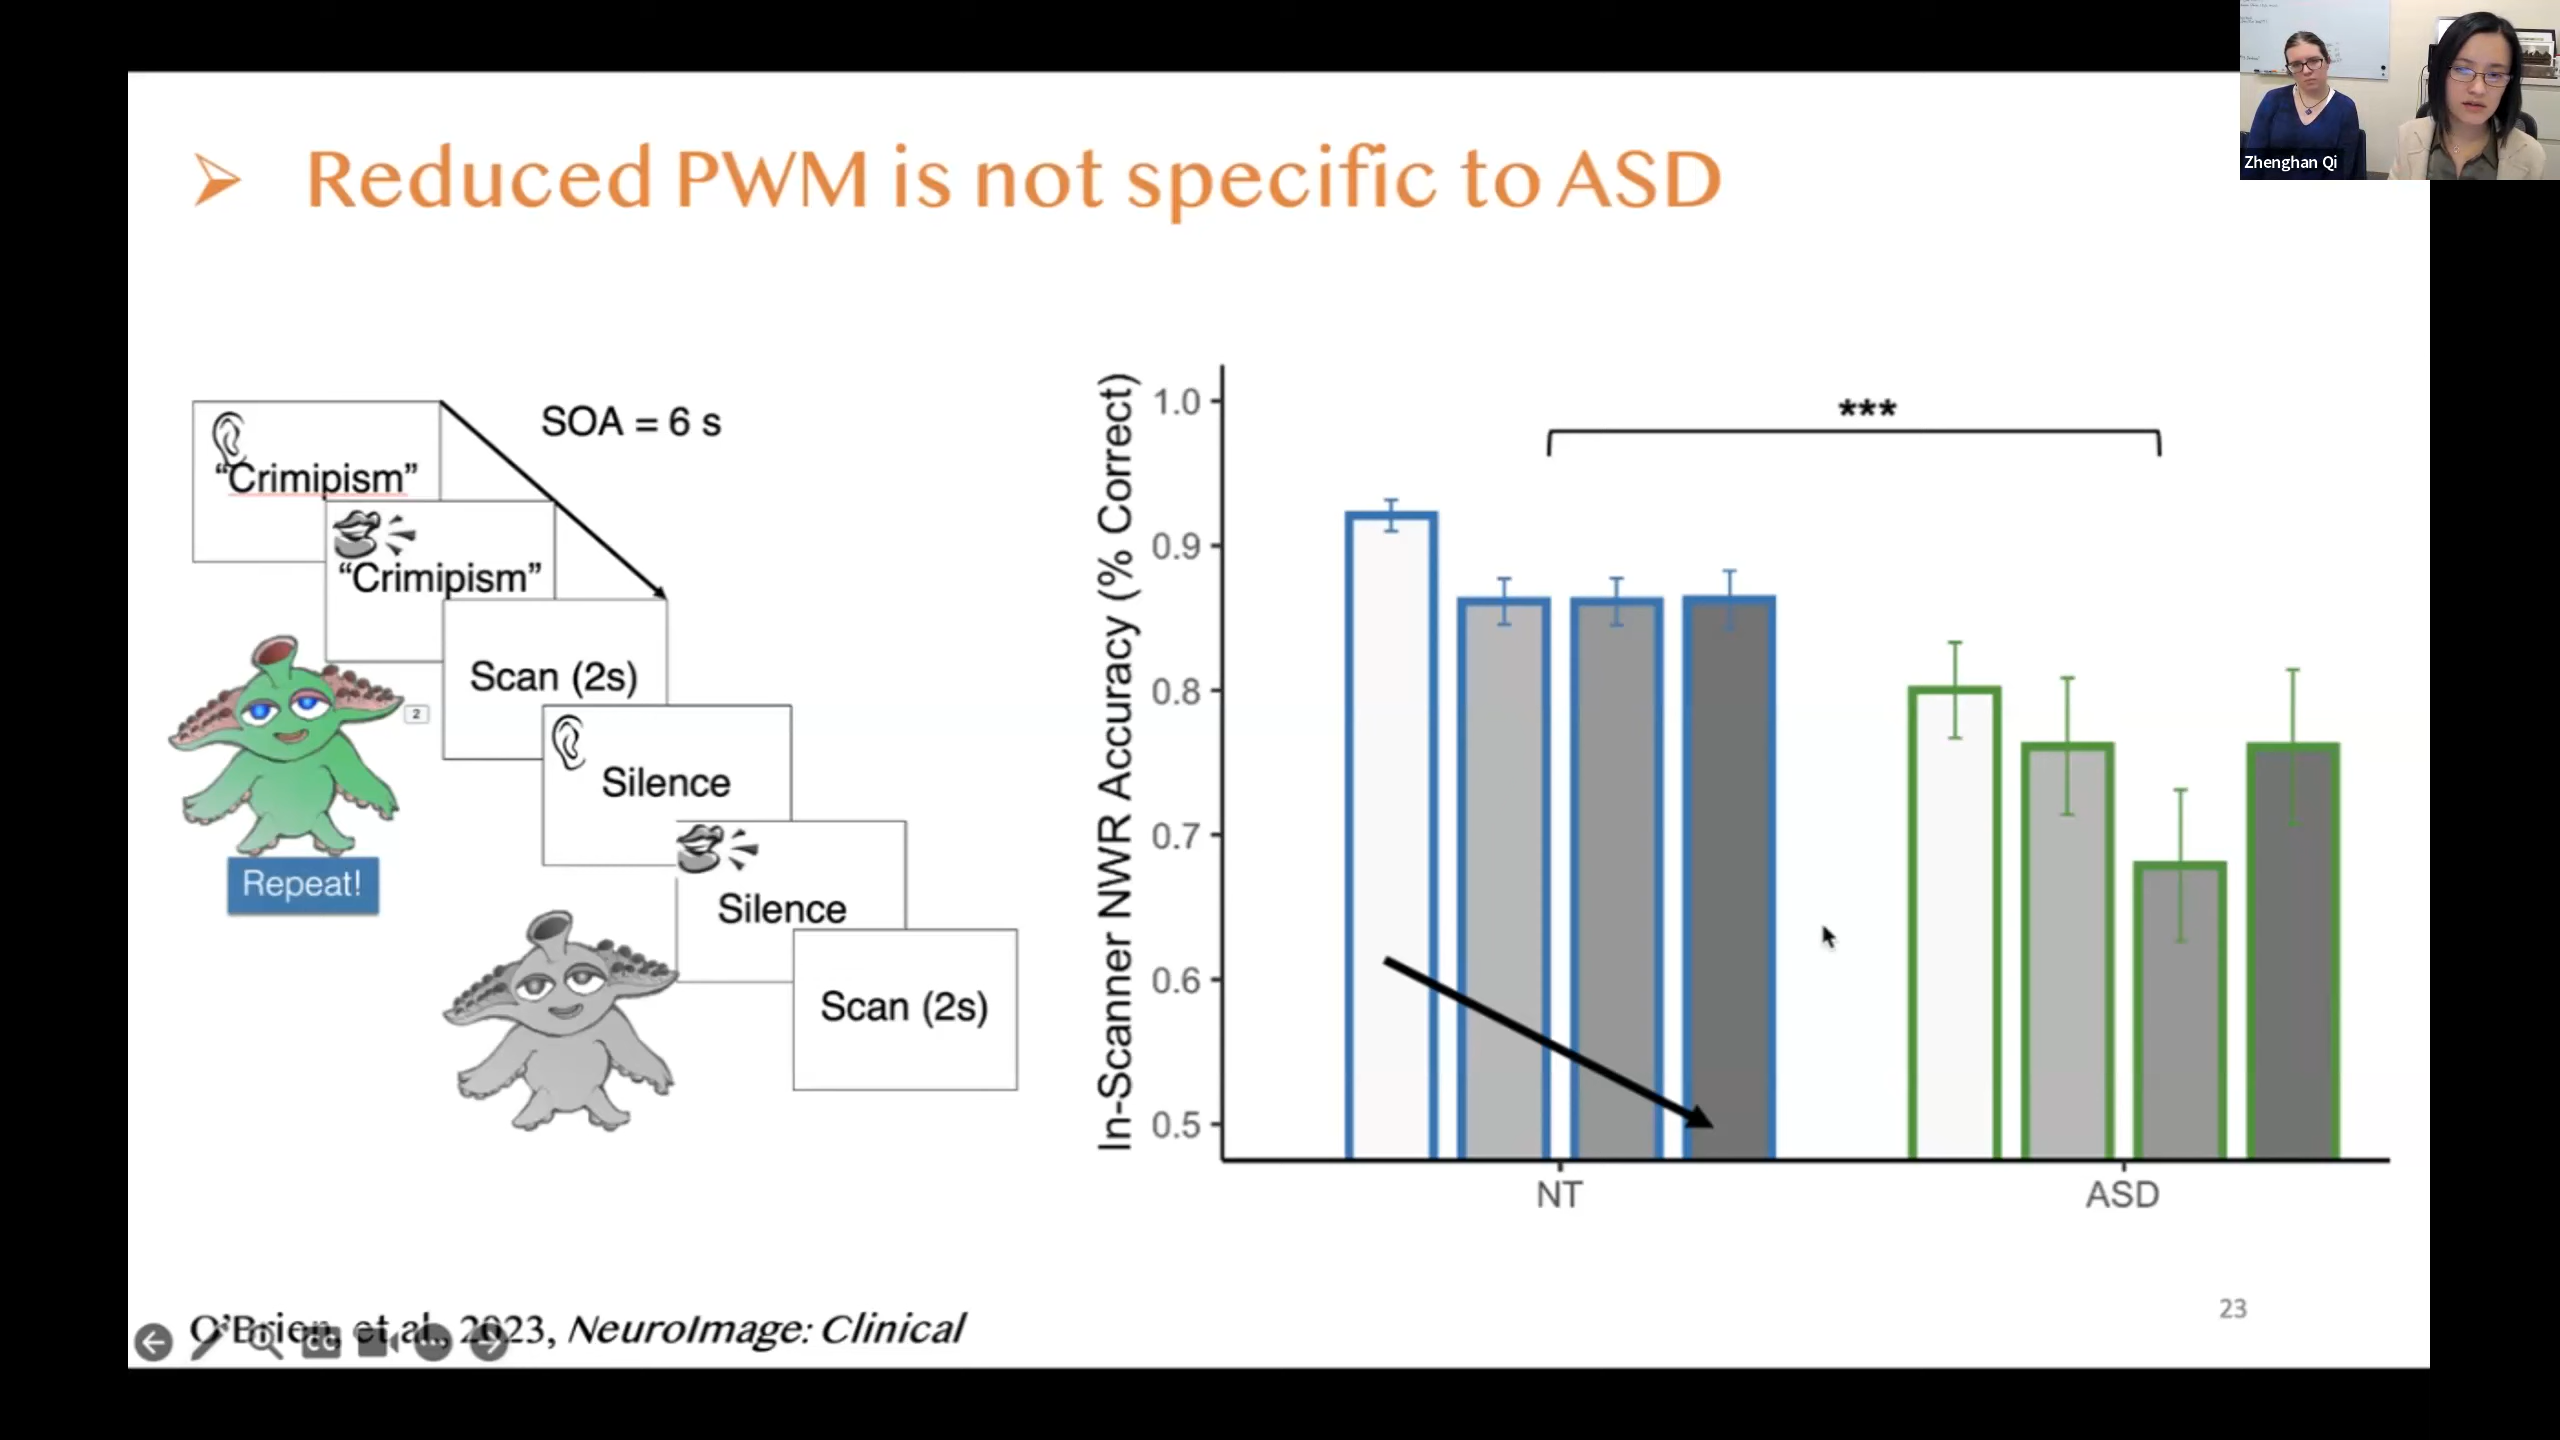 Zhenghan Qi
➢ Reduced PWM is not specific to ASD
SOA = 6 s
“Crimipism”
“Crimipism”
Scan (2s)
2
Silence
Repeat!
Silence
Scan (2s)
In-Scanner NWR Accuracy (% Correct)
1.0
0.9
0.8
0.7
0.6
0.5
***
NT
ASD
O’Brien, et al., 2023, NeuroImage: Clinical
CC
23